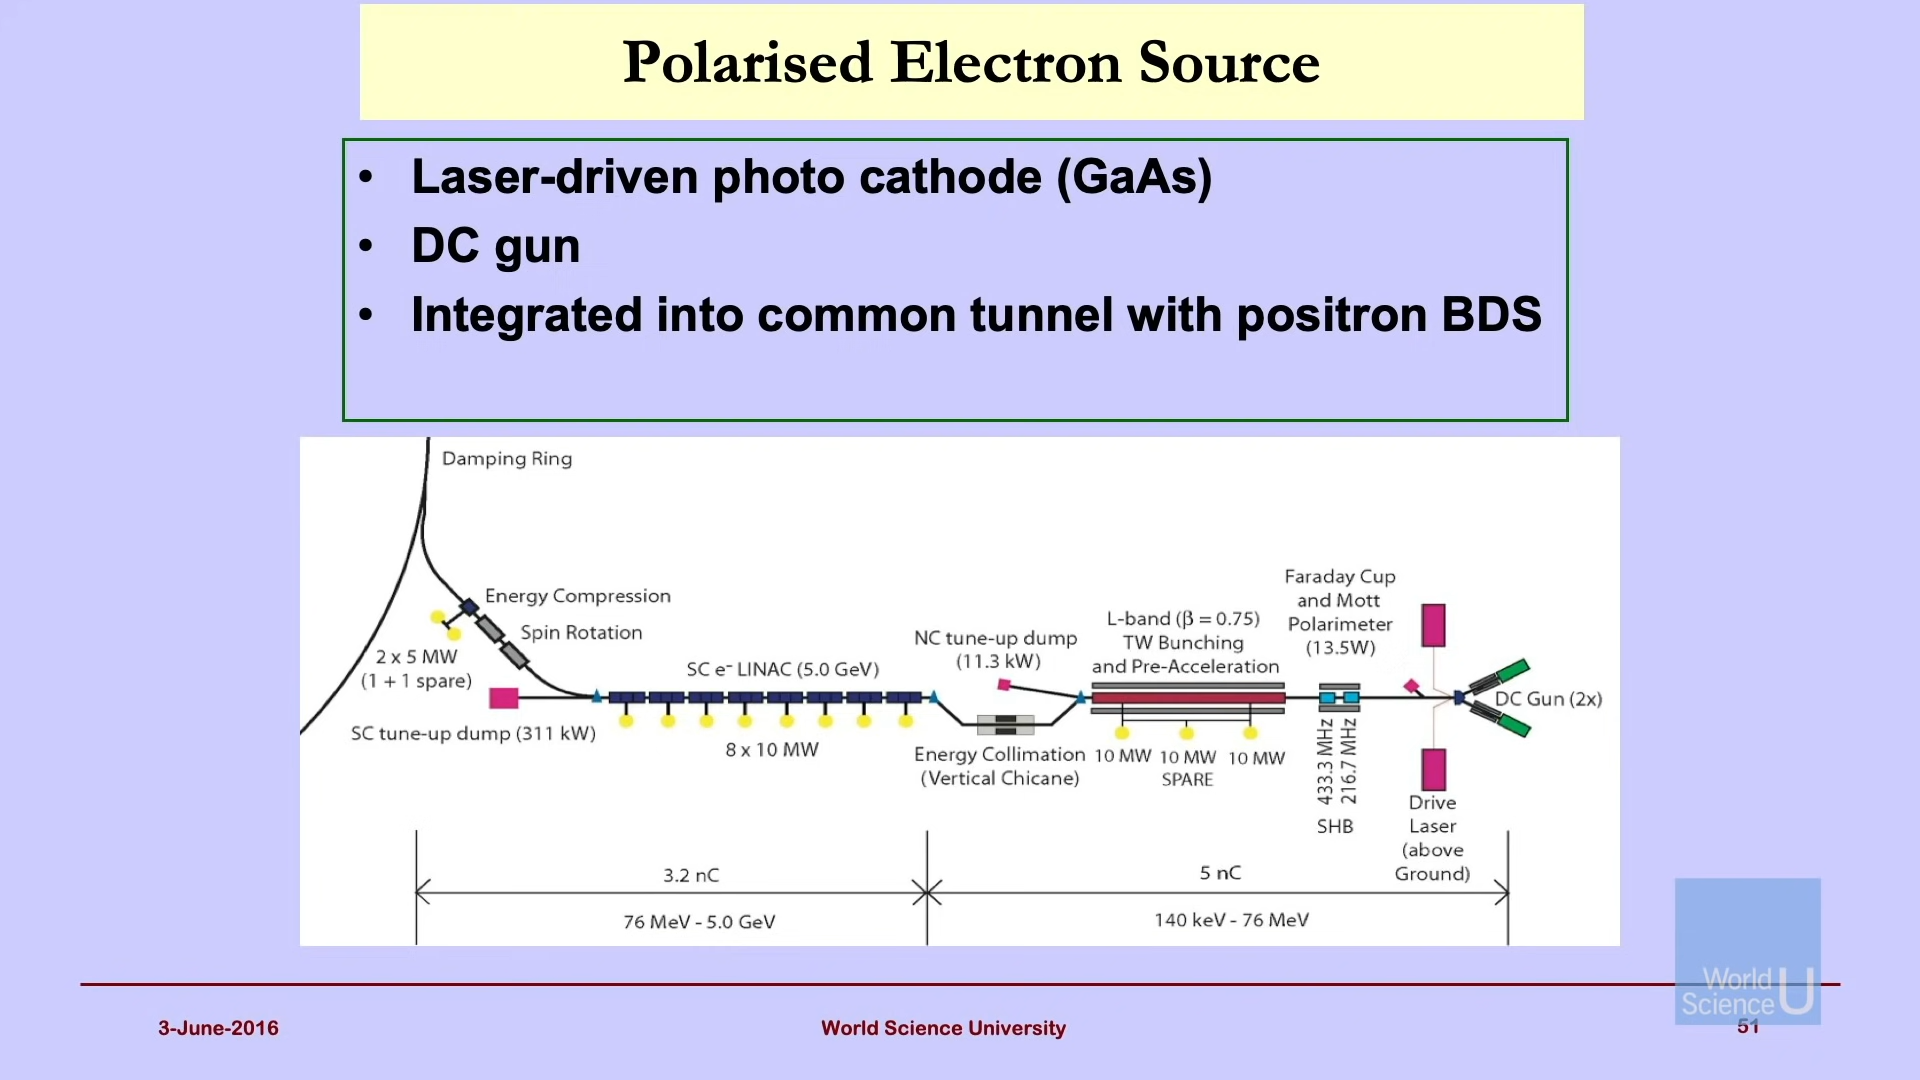 Polarised Electron Source
• Laser-driven photo cathode (GaAs)
• DC gun
• Integrated into common tunnel with positron BDS
Damping Ring
Energy Compression
Spin Rotation
2 x 5 MW
(1 + 1 spare)
SC tune-up dump (311 kW)
SC e⁻ LINAC (5.0 GeV)
8 x 10 MW
NC tune-up dump
(11.3 kW)
Energy Collimation
(Vertical Chicane)
L-band (β = 0.75)
TW Bunching
and Pre-Acceleration
10 MW
10 MW
SPARE
10 MW
Faraday Cup
and Mott
Polarimeter
(13.5W)
433.3 MHz
216.7 MHz
SHB
DC Gun (2x)
Drive
Laser
(above
Ground)
3.2 nC
76 MeV - 5.0 GeV
5 nC
140 keV - 76 MeV
World
Science U
3-June-2016
World Science University
51